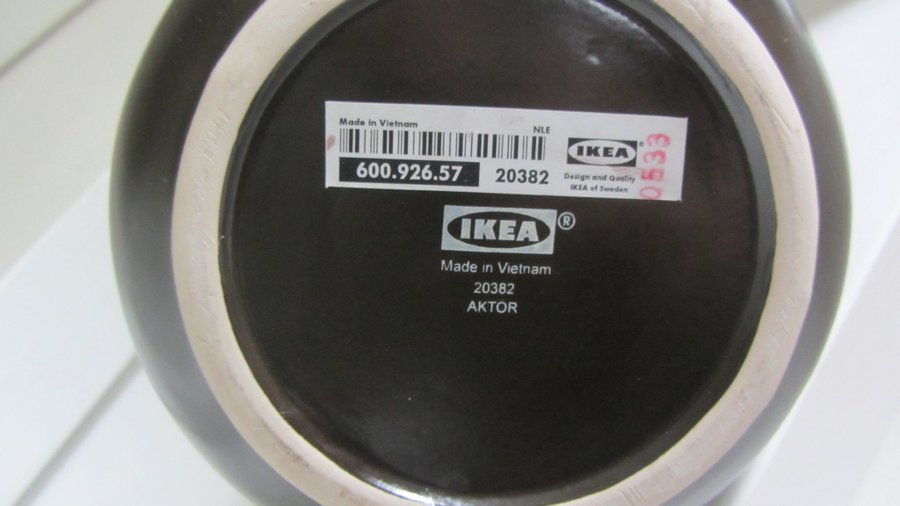 Made in Vietnam
NLE
600.926.57
20382
IKEA®
Design and Quality
IKEA of Sweden
0533
IKEA®
Made in Vietnam
20382
AKTOR